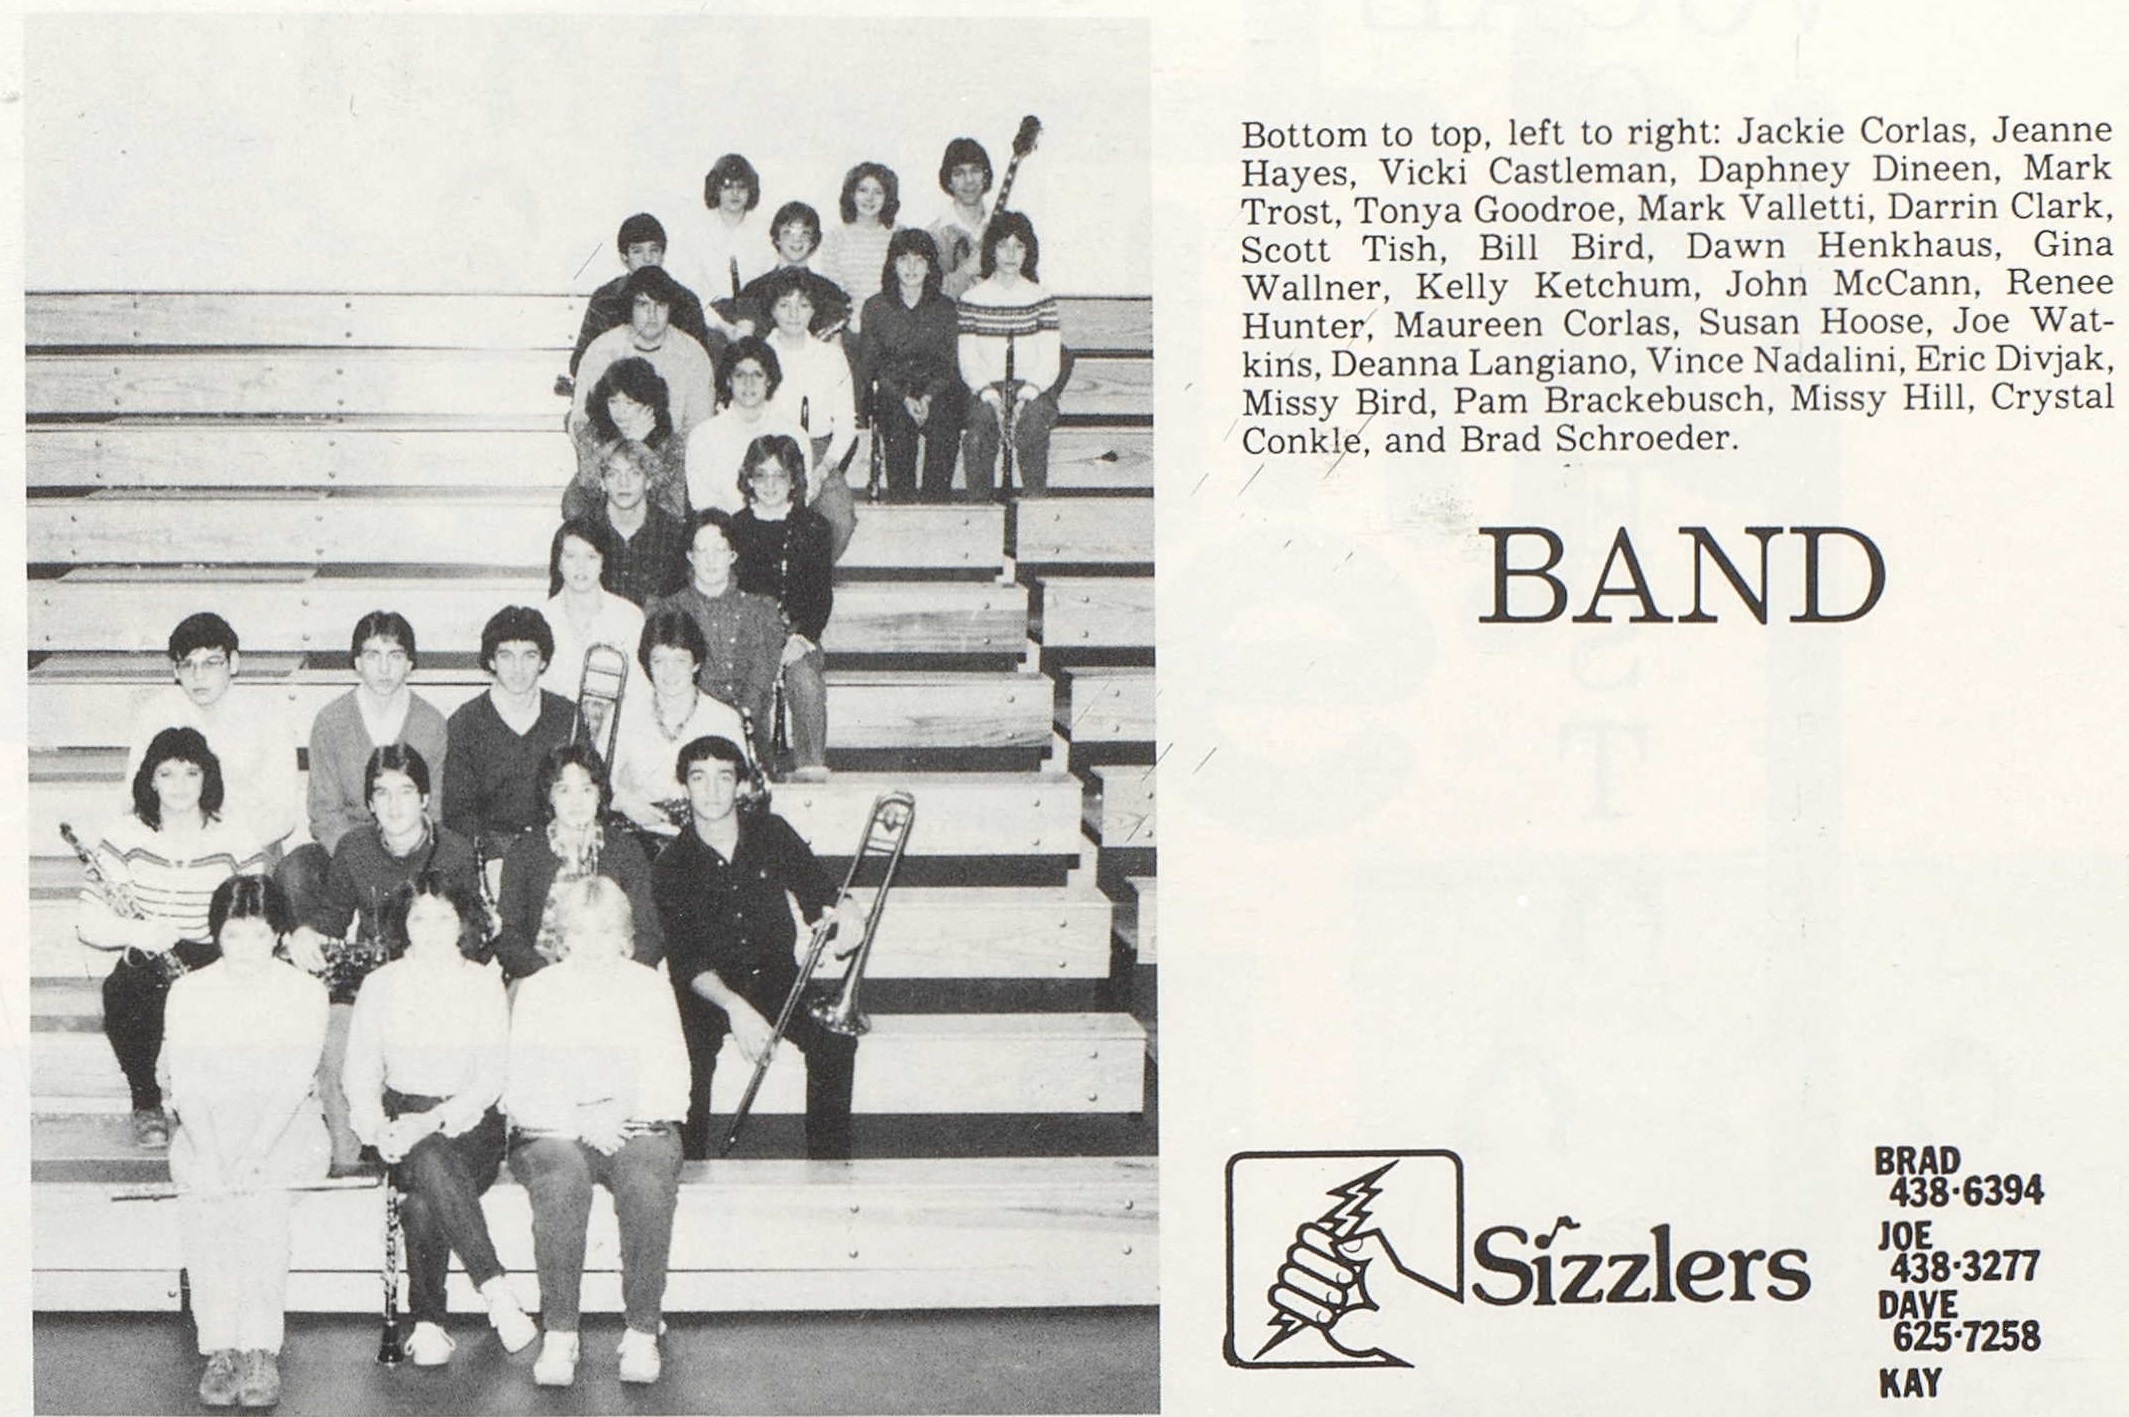 Bottom to top, left to right: Jackie Corlas, Jeanne
Hayes, Vicki Castleman, Daphney Dineen, Mark
Trost, Tonya Goodroe, Mark Valletti, Darrin Clark,
Scott Tish, Bill Bird, Dawn Henkhaus, Gina
Wallner, Kelly Ketchum, John McCann, Renee
Hunter, Maureen Corlas, Susan Hoose, Joe Wat-
kins, Deanna Langiano, Vince Nadalini, Eric Divjak,
Missy Bird, Pam Brackebusch, Missy Hill, Crystal
Conkle, and Brad Schroeder.
BAND
Sizzlers
BRAD
438·6394
JOE
438·3277
DAVE
625·7258
KAY